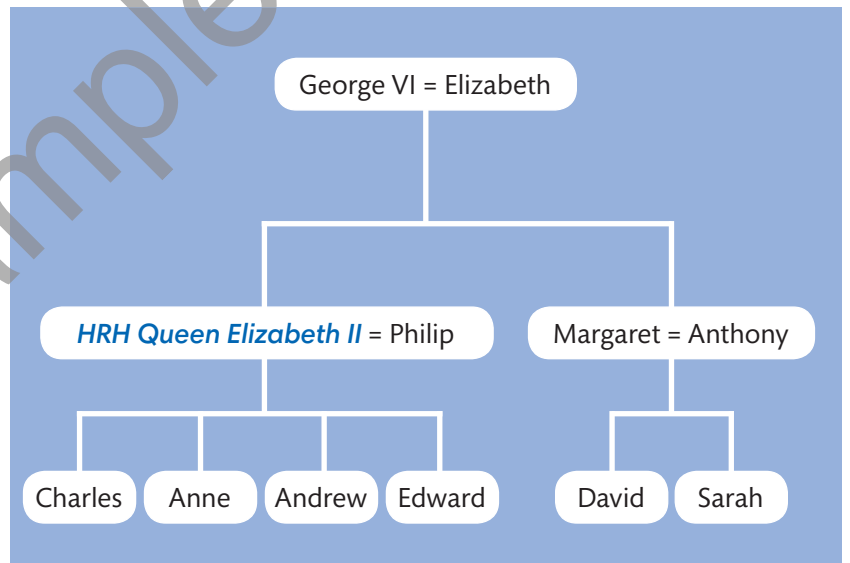 George VI = Elizabeth
HRH Queen Elizabeth II = Philip
Margaret = Anthony
Charles
Anne
Andrew
Edward
David
Sarah